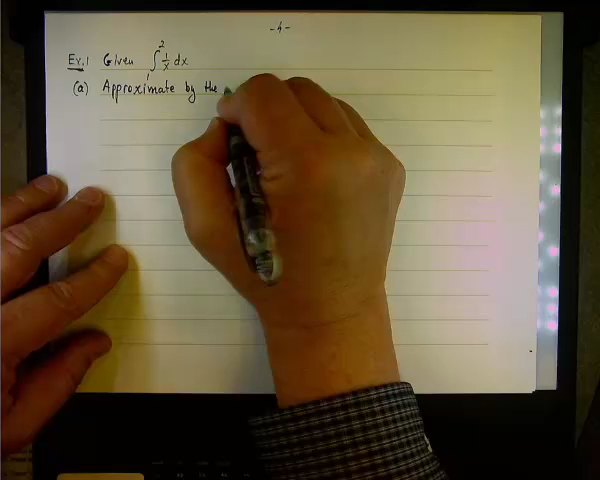 -4-
Ex.1 Given ∫₁² 1/x dx
(a) Approximate by the